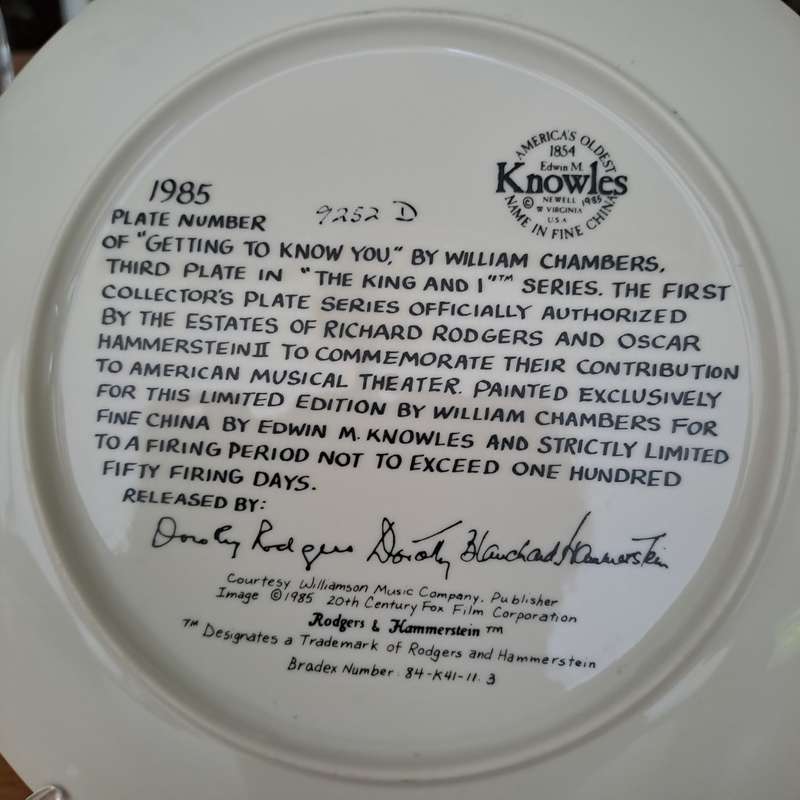 AMERICA'S OLDEST
1854
Edwin M.
Knowles
© NEWELL 1985
W VIRGINIA
U.S.A
NAME IN FINE CHINA
1985
PLATE NUMBER 9252 D
OF "GETTING TO KNOW YOU," BY WILLIAM CHAMBERS,
THIRD PLATE IN "THE KING AND I"™ SERIES. THE FIRST
COLLECTOR'S PLATE SERIES OFFICIALLY AUTHORIZED
BY THE ESTATES OF RICHARD RODGERS AND OSCAR
HAMMERSTEIN II TO COMMEMORATE THEIR CONTRIBUTION
TO AMERICAN MUSICAL THEATER. PAINTED EXCLUSIVELY
FOR THIS LIMITED EDITION BY WILLIAM CHAMBERS FOR
FINE CHINA BY EDWIN M. KNOWLES AND STRICTLY LIMITED
TO A FIRING PERIOD NOT TO EXCEED ONE HUNDRED
FIFTY FIRING DAYS.
RELEASED BY:
Dorothy Rodgers Dorothy Blanchard Hammerstein
Courtesy Williamson Music Company, Publisher
Image ©1985 20th Century Fox Film Corporation
Rodgers & Hammerstein ™
™ Designates a Trademark of Rodgers and Hammerstein
Bradex Number 84-K41-11.3